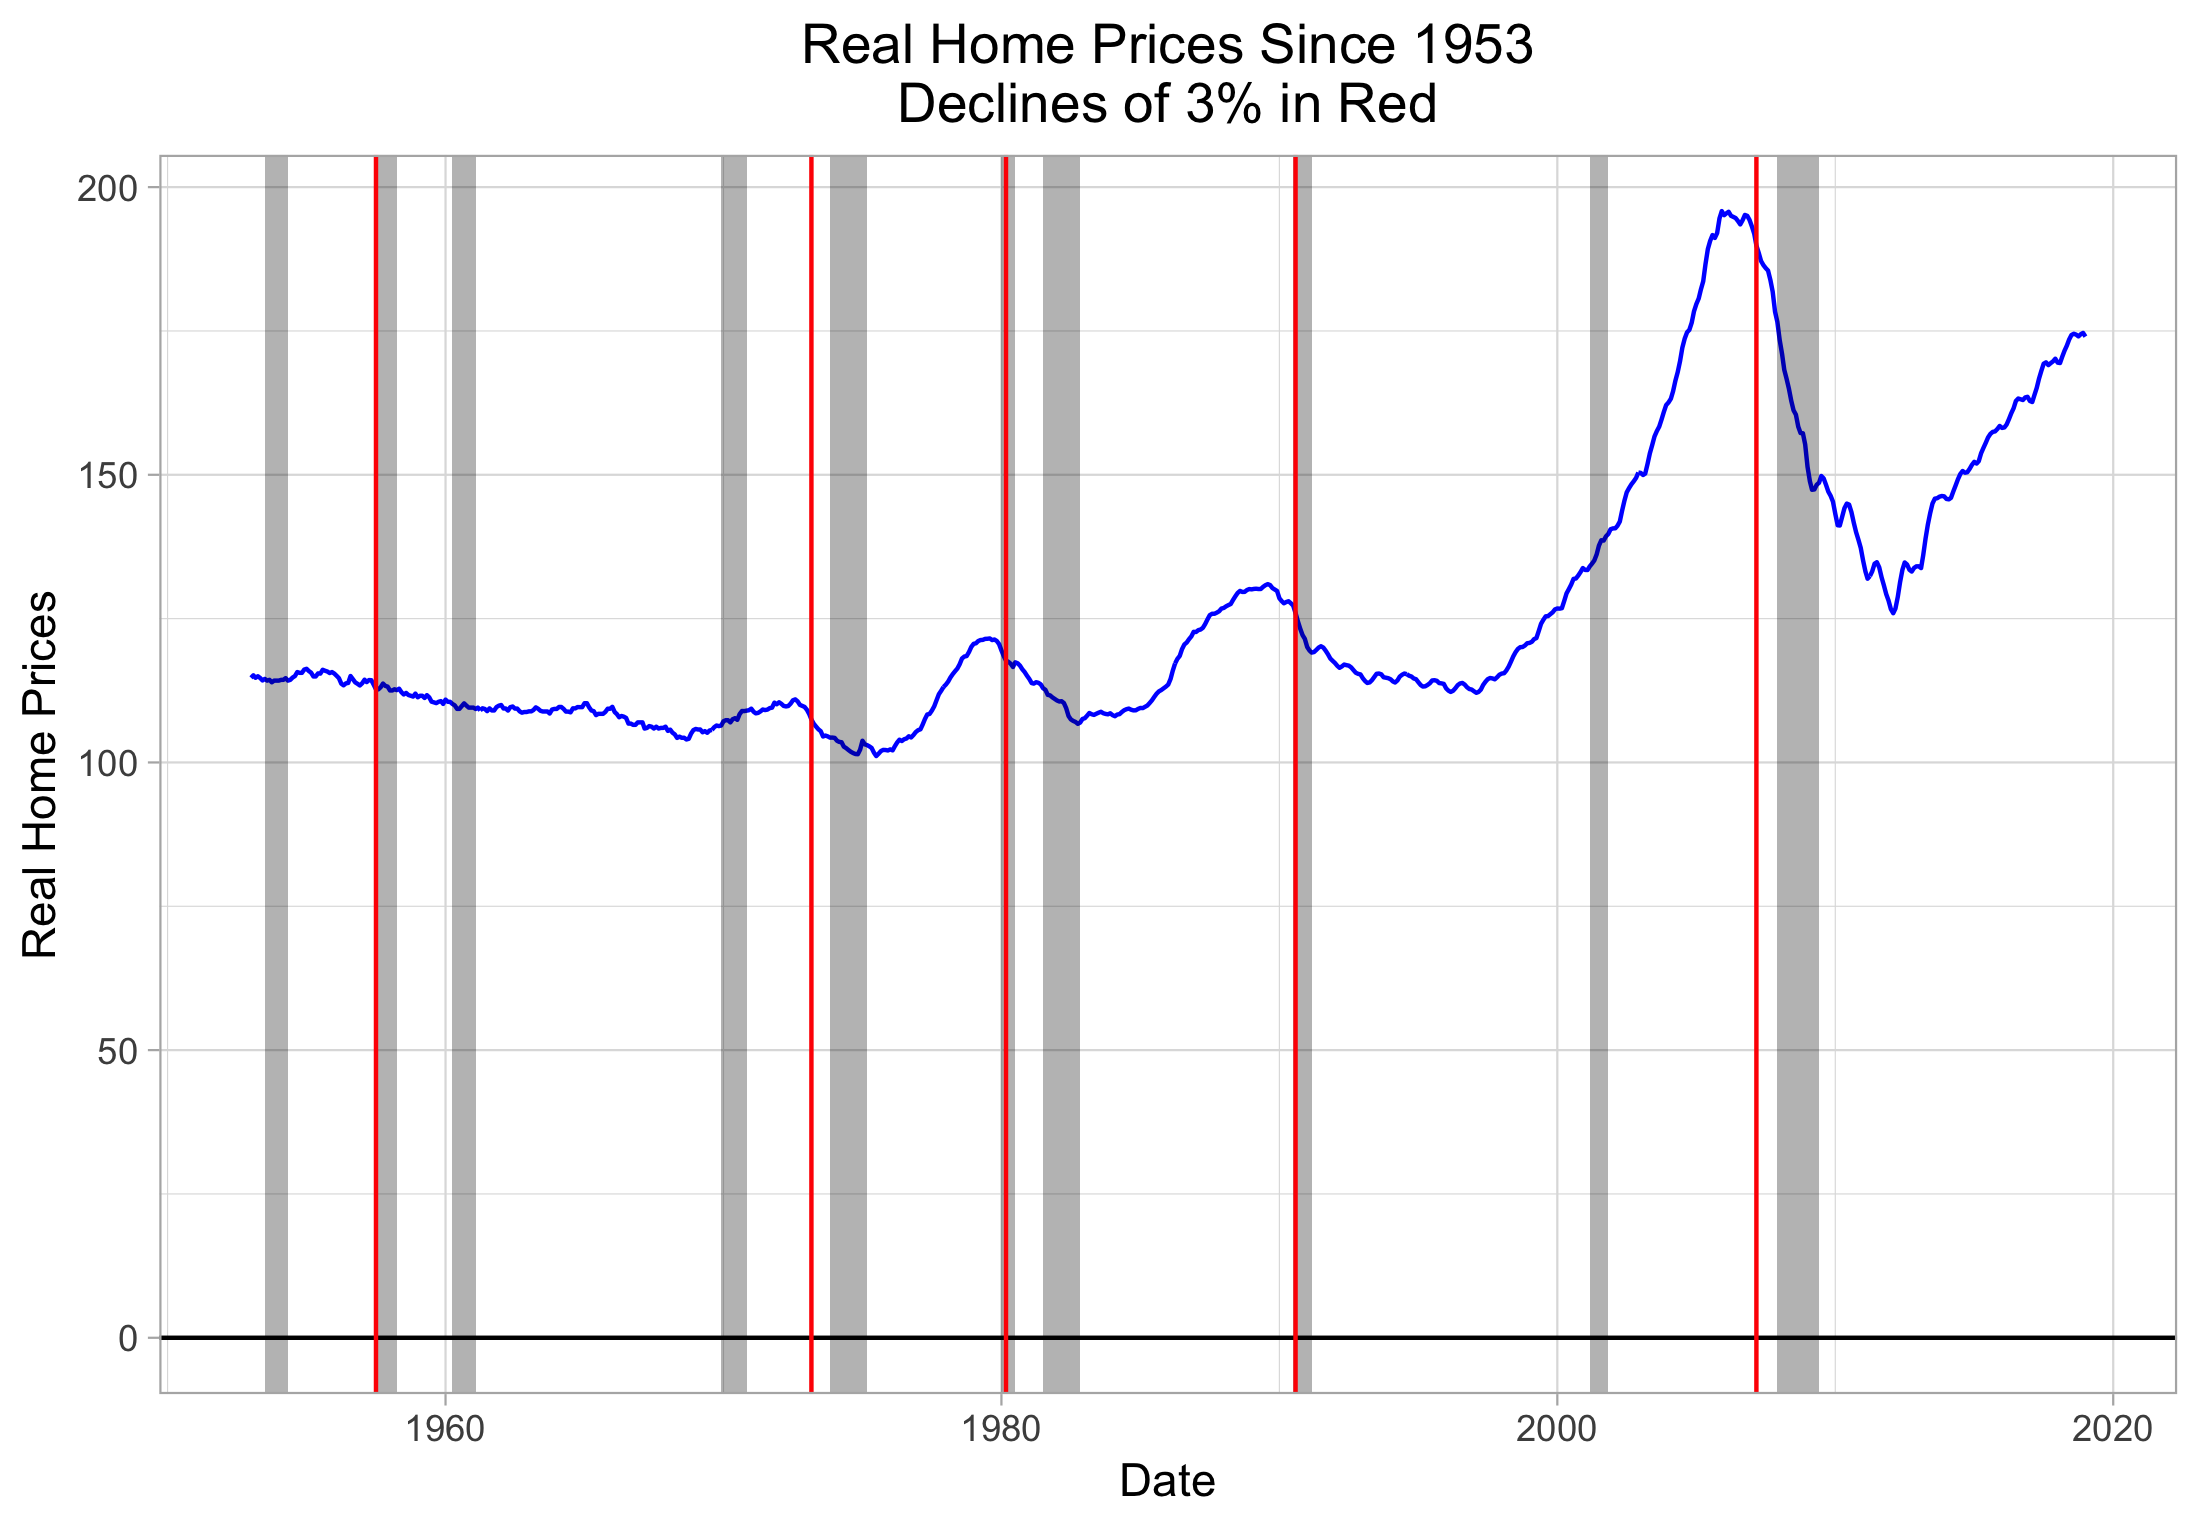 Real Home Prices Since 1953
Declines of 3% in Red
Real Home Prices
200
150
100
50
0
1960
1980
2000
2020
Date